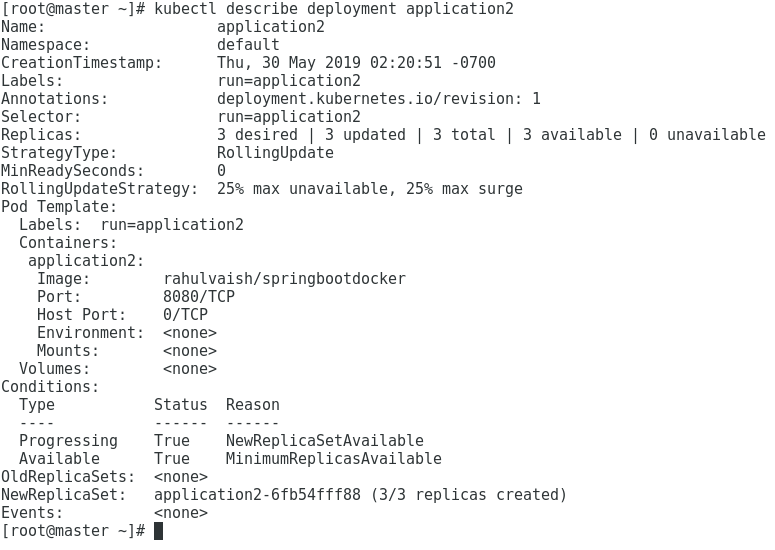 [root@master ~]# kubectl describe deployment application2
Name:                   application2
Namespace:              default
CreationTimestamp:      Thu, 30 May 2019 02:20:51 -0700
Labels:                 run=application2
Annotations:            deployment.kubernetes.io/revision: 1
Selector:               run=application2
Replicas:               3 desired | 3 updated | 3 total | 3 available | 0 unavailable
StrategyType:           RollingUpdate
MinReadySeconds:        0
RollingUpdateStrategy:  25% max unavailable, 25% max surge
Pod Template:
  Labels:  run=application2
  Containers:
   application2:
    Image:        rahulvaish/springbootdocker
    Port:         8080/TCP
    Host Port:    0/TCP
    Environment:  <none>
    Mounts:       <none>
  Volumes:        <none>
Conditions:
  Type           Status  Reason
  ----           ------  ------
  Progressing    True    NewReplicaSetAvailable
  Available      True    MinimumReplicasAvailable
OldReplicaSets:  <none>
NewReplicaSet:   application2-6fb54fff88 (3/3 replicas created)
Events:          <none>
[root@master ~]#